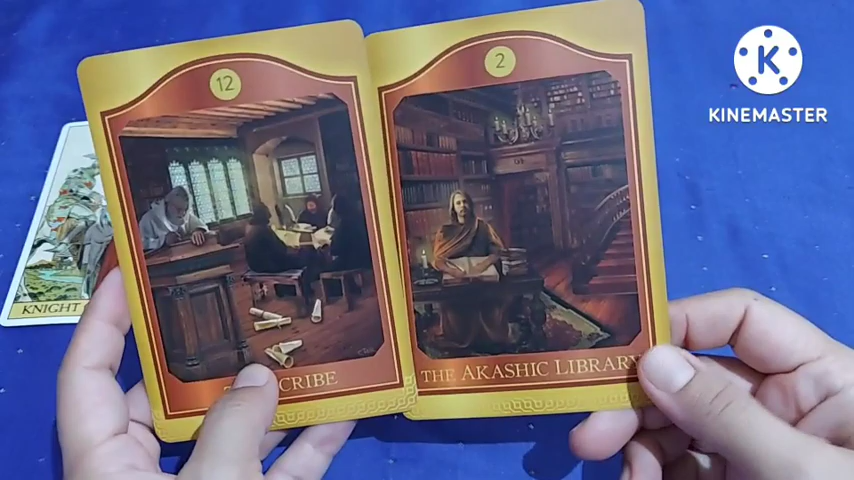 12
CRIBE
2
THE AKASHIC LIBRARY
KNIGHT
K
KINEMASTER